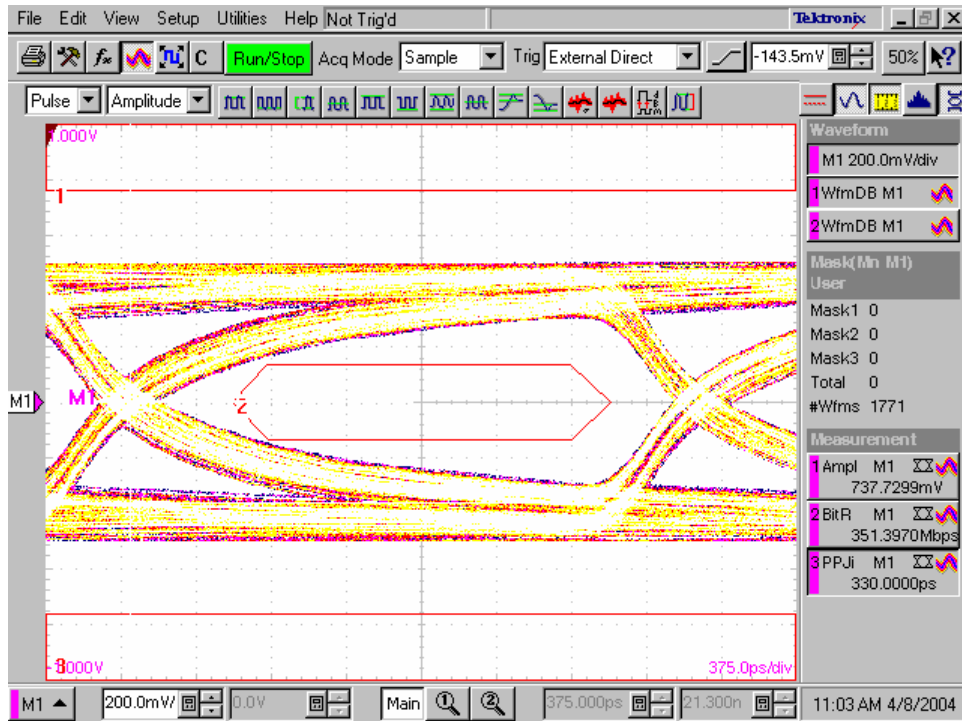 File Edit View Setup Utilities Help Not Trig'd Tektronix
C Run/Stop Acq Mode Sample Trig External Direct -143.5mV 50% ?
Pulse Amplitude
1.000V
1
M1
M1
2
-1.000V
3
375.0ps/div
Waveform
M1 200.0mV/div
1 WfmDB M1
2 WfmDB M1
Mask(Mn M1)
User
Mask1 0
Mask2 0
Mask3 0
Total 0
#Wfms 1771
Measurement
1 Ampl M1
737.7299mV
2 BitR M1
351.3970Mbps
3 PPJi M1
330.0000ps
M1 200.0mV/ 0.0V Main 1 2 375.000ps 21.300n 11:03 AM 4/8/2004